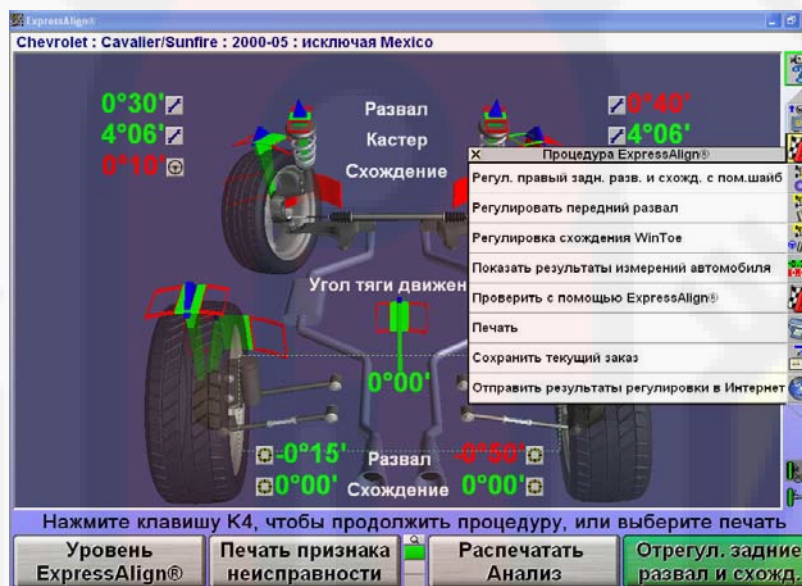 ExpressAlign®
Chevrolet : Cavalier/Sunfire : 2000-05 : исключая Mexico
0°30' Развал 0°40'
4°06' Кастер 4°06'
0°10' Схождение
Процедура ExpressAlign®
Регул. правый задн. разв. и схожд. с пом.шайб
Регулировать передний развал
Регулировка схождения WinToe
Показать результаты измерений автомобиля
Проверить с помощью ExpressAlign®
Печать
Сохранить текущий заказ
Отправить результаты регулировки в Интернет
Угол тяги движен
0°00'
-0°15' Развал -0°50'
0°00' Схождение 0°00'
Нажмите клавишу K4, чтобы продолжить процедуру, или выберите печать
Уровень
ExpressAlign®
Печать признака
неисправности
Распечатать
Анализ
Отрегул. задние
развал и схожд.